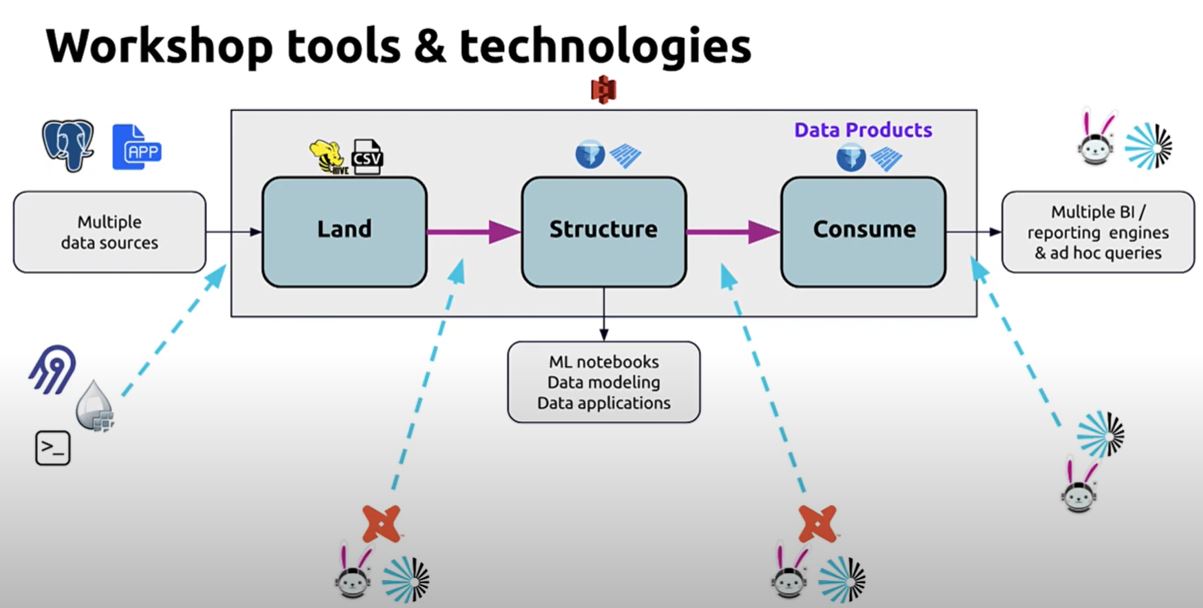 Workshop tools & technologies
APP
HIVE
CSV
Data Products
Multiple
data sources
Land
Structure
Consume
Multiple BI /
reporting engines
& ad hoc queries
ML notebooks
Data modeling
Data applications
>_